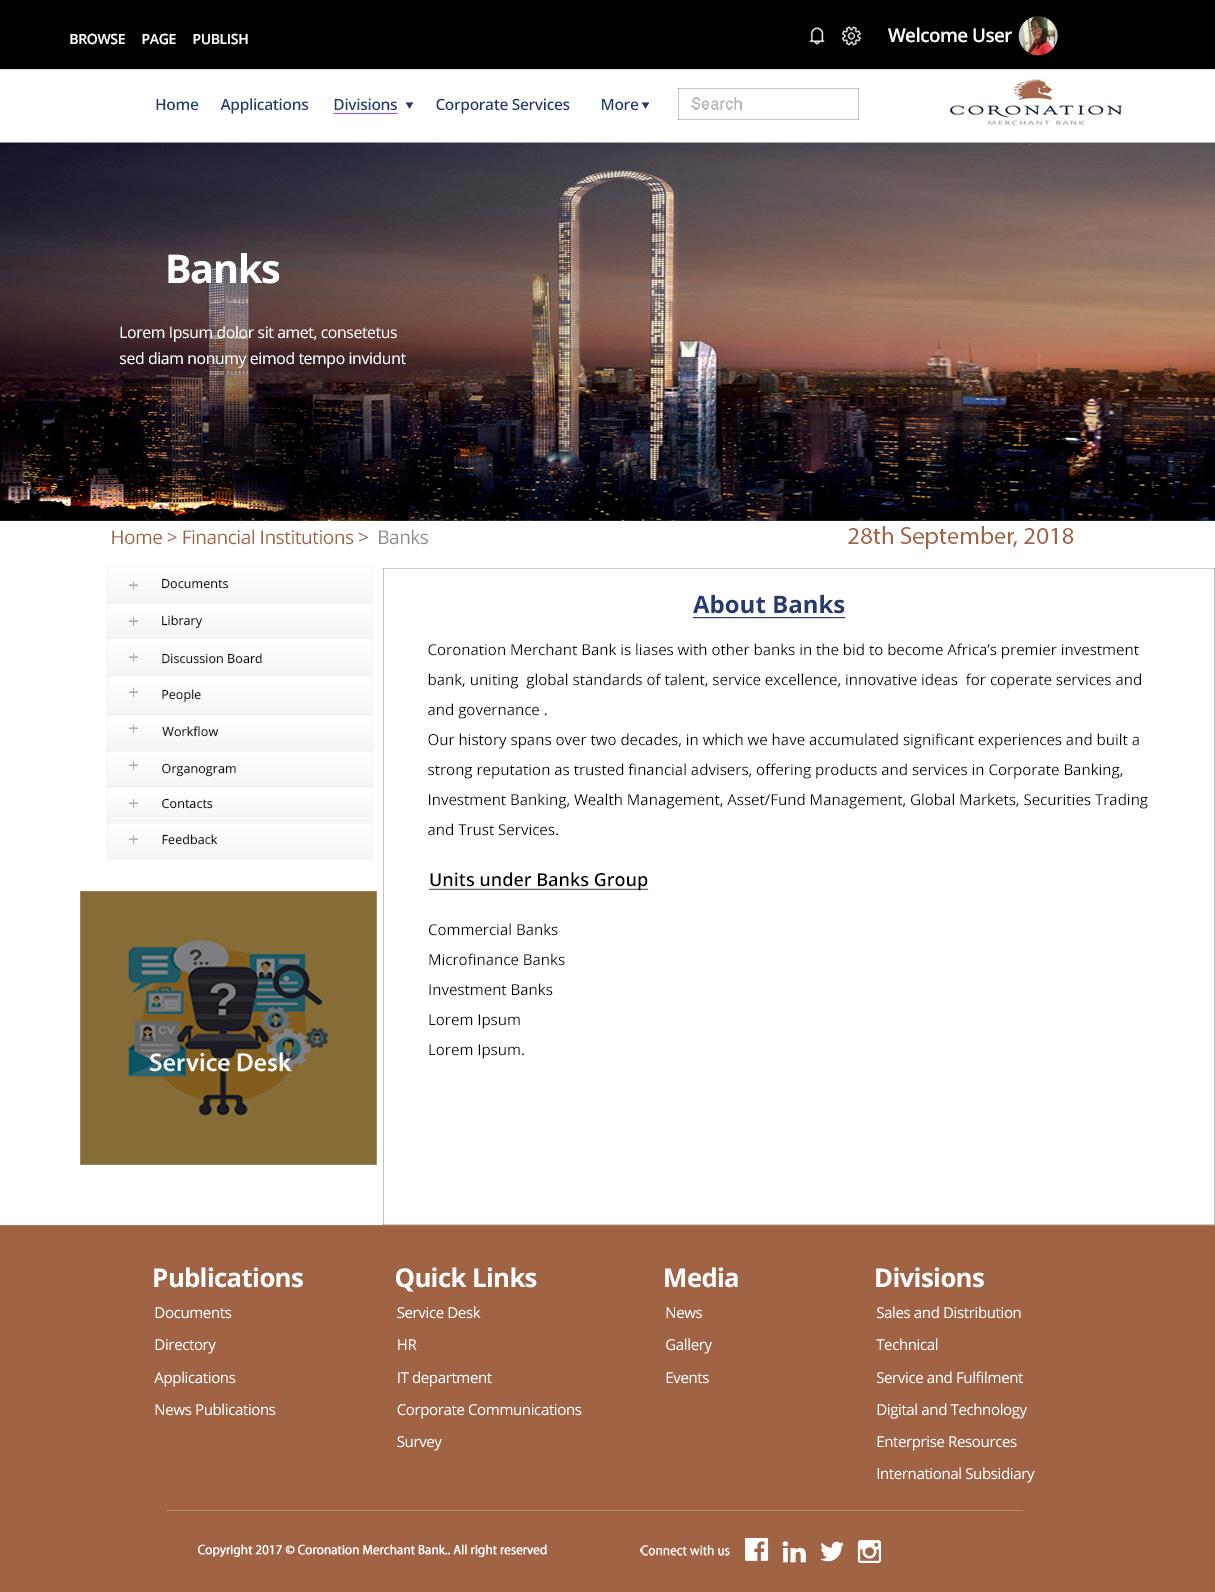 BROWSE PAGE PUBLISH
Welcome User
Home Applications Divisions Corporate Services More Search
CORONATION
MERCHANT BANK
Banks
Lorem Ipsum dolor sit amet, consetetus
sed diam nonumy eimod tempo invidunt
Home > Financial Institutions > Banks
28th September, 2018
Documents
Library
Discussion Board
People
Workflow
Organogram
Contacts
Feedback
?..
?
CV
Service Desk
About Banks
Coronation Merchant Bank is liases with other banks in the bid to become Africa’s premier investment
bank, uniting global standards of talent, service excellence, innovative ideas for coperate services and
and governance .
Our history spans over two decades, in which we have accumulated significant experiences and built a
strong reputation as trusted financial advisers, offering products and services in Corporate Banking,
Investment Banking, Wealth Management, Asset/Fund Management, Global Markets, Securities Trading
and Trust Services.
Units under Banks Group
Commercial Banks
Microfinance Banks
Investment Banks
Lorem Ipsum
Lorem Ipsum.
Publications
Documents
Directory
Applications
News Publications
Quick Links
Service Desk
HR
IT department
Corporate Communications
Survey
Media
News
Gallery
Events
Divisions
Sales and Distribution
Technical
Service and Fulfilment
Digital and Technology
Enterprise Resources
International Subsidiary
Copyright 2017 © Coronation Merchant Bank.. All right reserved
Connect with us